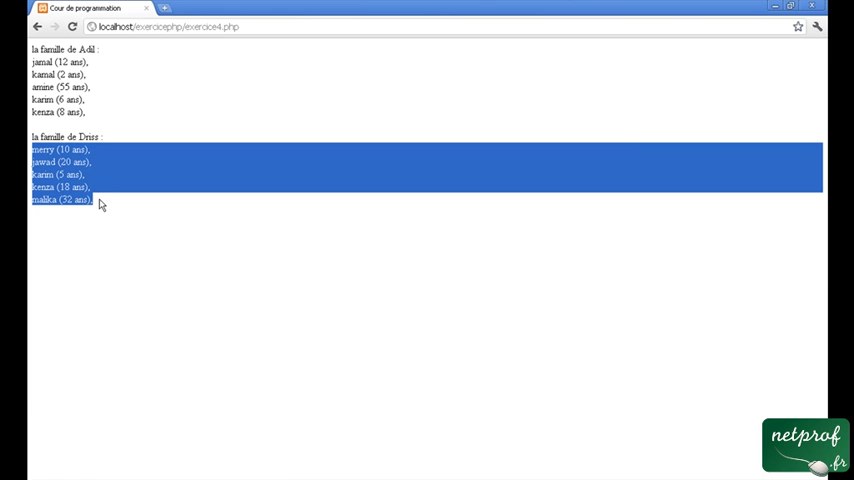 Cour de programmation
localhost/exercicephp/exercice4.php
la famille de Adil :
jamal (12 ans),
kamal (2 ans),
amine (55 ans),
karim (6 ans),
kenza (8 ans),
la famille de Driss :
merry (10 ans),
jawad (20 ans),
karim (5 ans),
kenza (18 ans),
malika (32 ans),
netprof
.fr